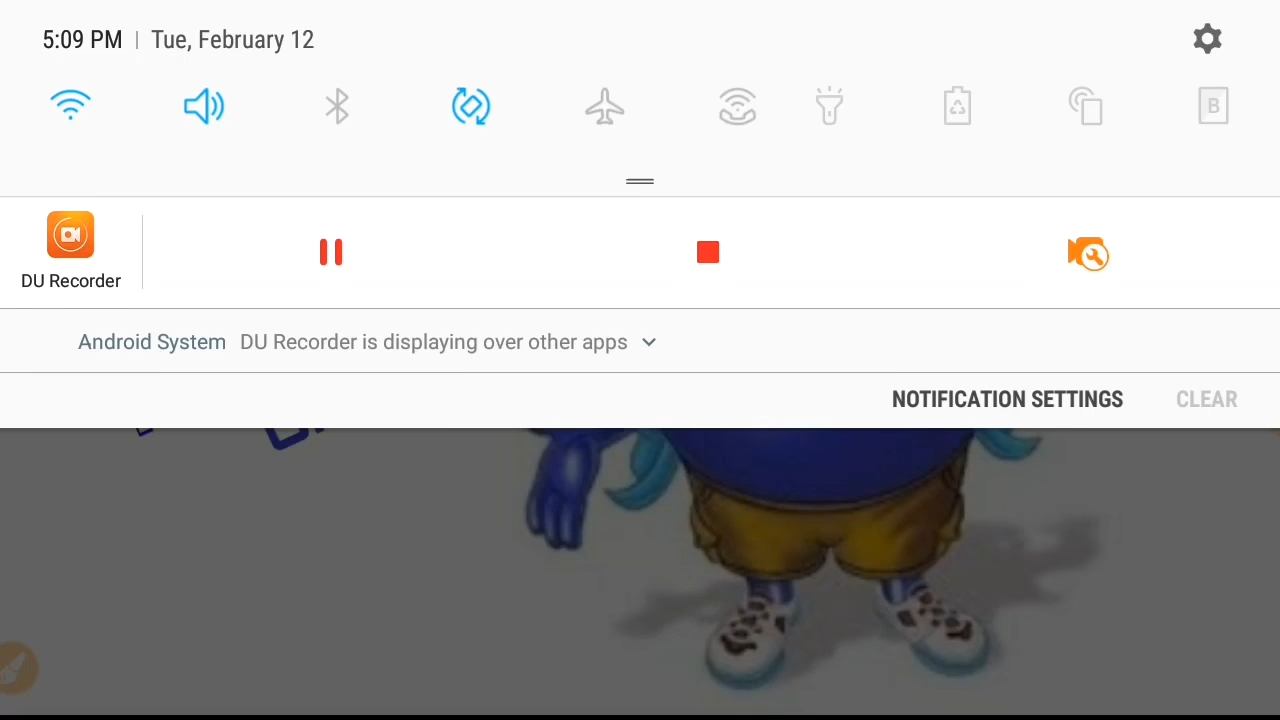 5:09 PM | Tue, February 12
B
DU Recorder
Android System DU Recorder is displaying over other apps
NOTIFICATION SETTINGS CLEAR